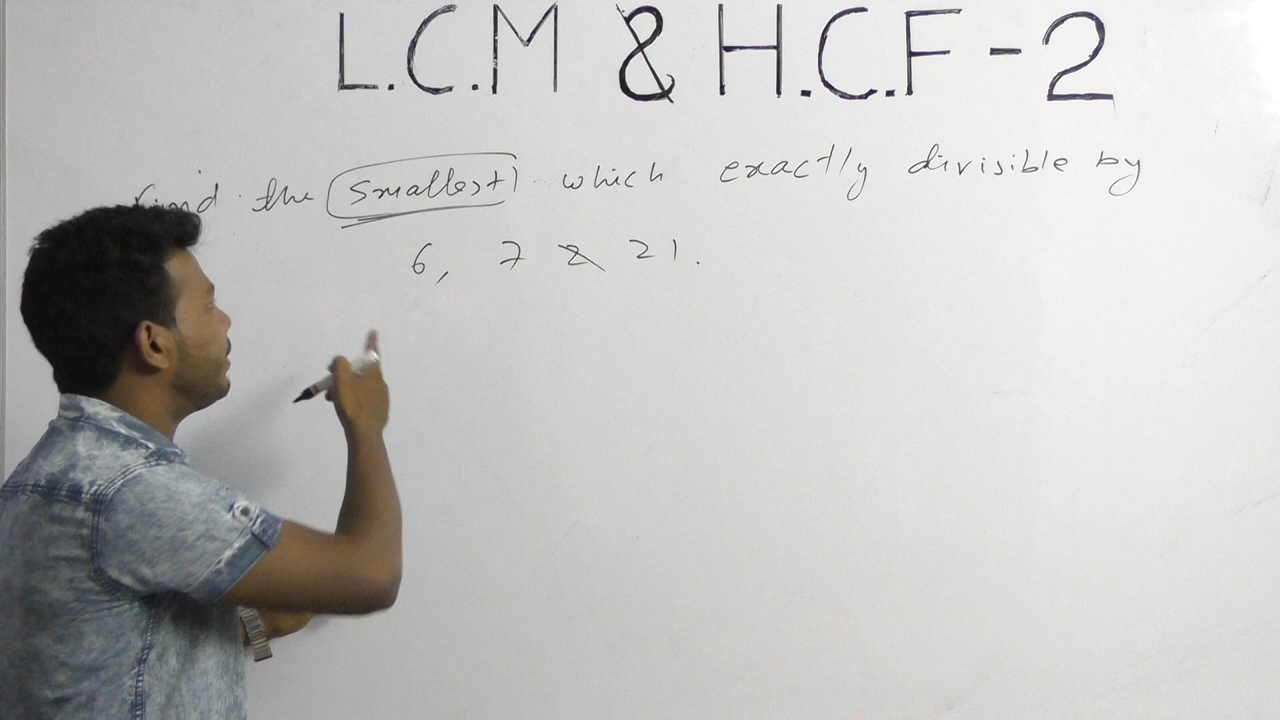 L.C.M & H.C.F - 2
find the smallest which exactly divisible by
6, 7 & 21.